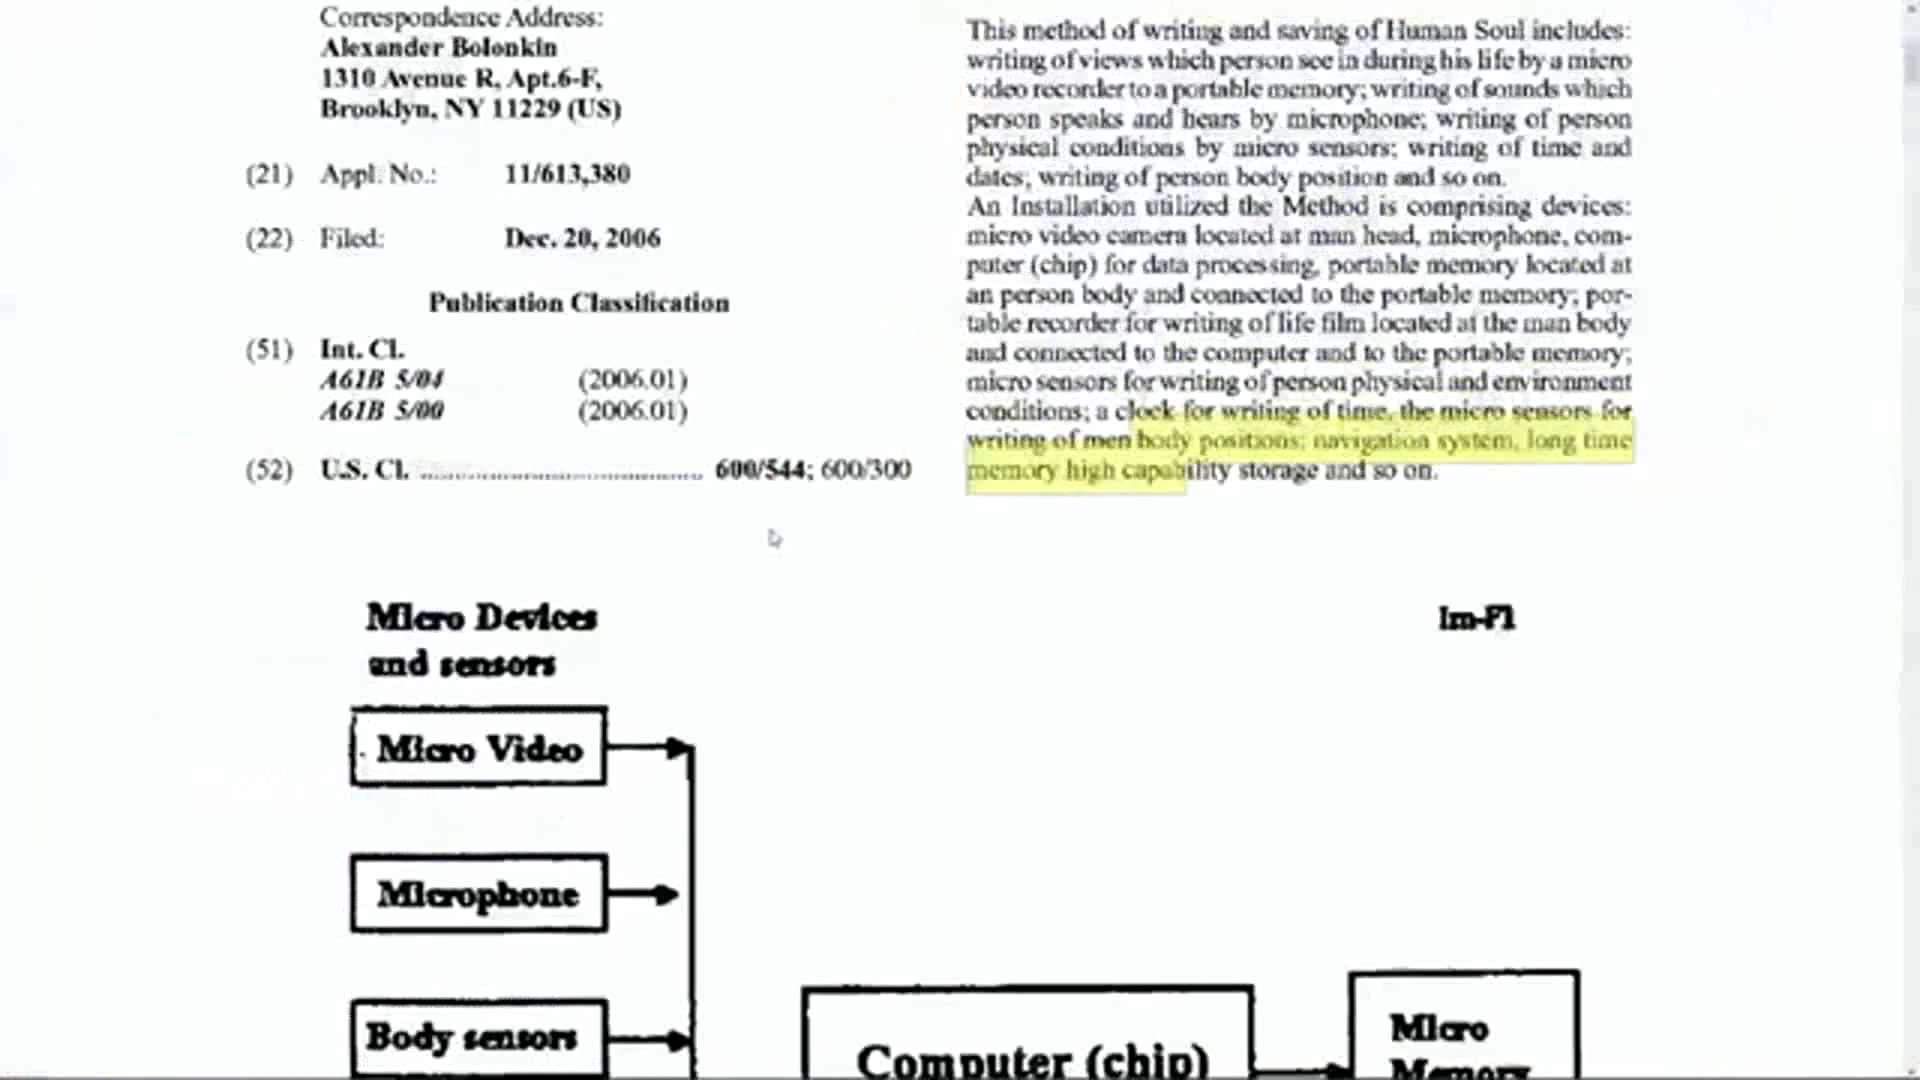 Correspondence Address:
Alexander Bolonkin
1310 Avenue R, Apt.6-F,
Brooklyn, NY 11229 (US)
(21) Appl. No.: 11/613,380
(22) Filed: Dec. 20, 2006
Publication Classification
(51) Int. Cl.
A61B 5/04 (2006.01)
A61B 5/00 (2006.01)
(52) U.S. Cl. ........................................ 600/544; 600/300
This method of writing and saving of Human Soul includes:
writing of views which person see in during his life by a micro
video recorder to a portable memory; writing of sounds which
person speaks and hears by microphone; writing of person
physical conditions by micro sensors; writing of time and
dates; writing of person body position and so on.
An Installation utilized the Method is comprising devices:
micro video camera located at man head, microphone, com-
puter (chip) for data processing, portable memory located at
an person body and connected to the portable memory; por-
table recorder for writing of life film located at the man body
and connected to the computer and to the portable memory;
micro sensors for writing of person physical and environment
conditions; a clock for writing of time, the micro sensors for
writing of men body positions; navigation system, long time
memory high capability storage and so on.
Micro Devices
and sensors
Im-Fl
Micro Video
Microphone
Body sensors
Computer (chip)
Micro
Memory